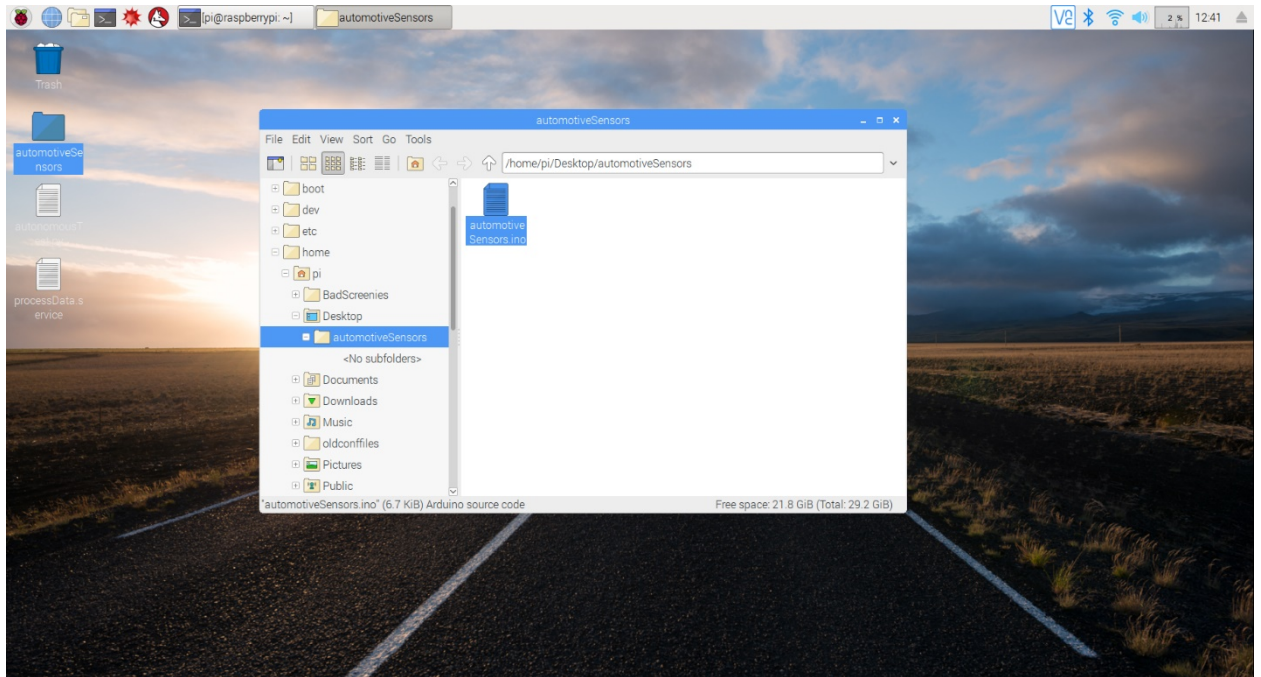 [pi@raspberrypi: ~]
automotiveSensors
2 %
12:41
Trash
automotiveSe
nsors
autonomousT
processData.s
ervice
automotiveSensors
File Edit View Sort Go Tools
/home/pi/Desktop/automotiveSensors
boot
dev
etc
home
pi
BadScreenies
Desktop
automotiveSensors
<No subfolders>
Documents
Downloads
Music
oldconffiles
Pictures
Public
automotive
Sensors.ino
"automotiveSensors.ino" (6.7 KiB) Arduino source code
Free space: 21.8 GiB (Total: 29.2 GiB)